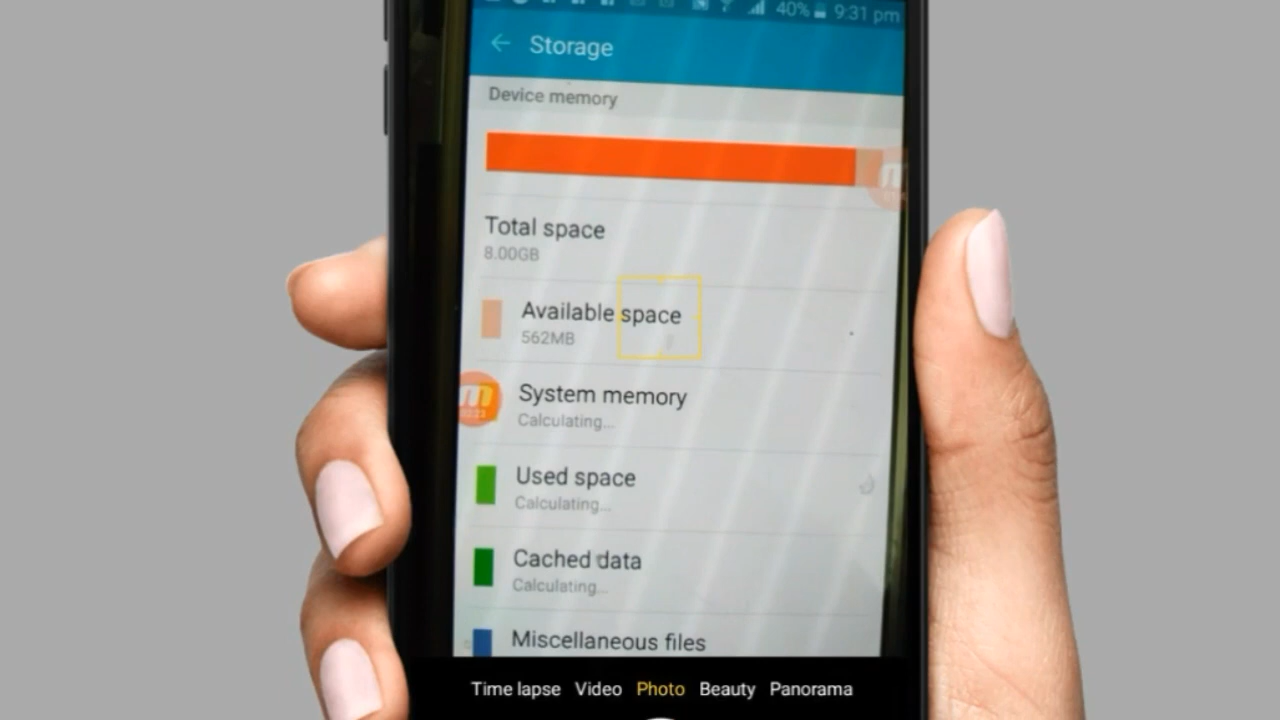 40% 9:31 pm
Storage
Device memory
Total space
8.00GB
Available space
562MB
System memory
Calculating...
Used space
Calculating...
Cached data
Calculating...
Miscellaneous files
Time lapse Video Photo Beauty Panorama